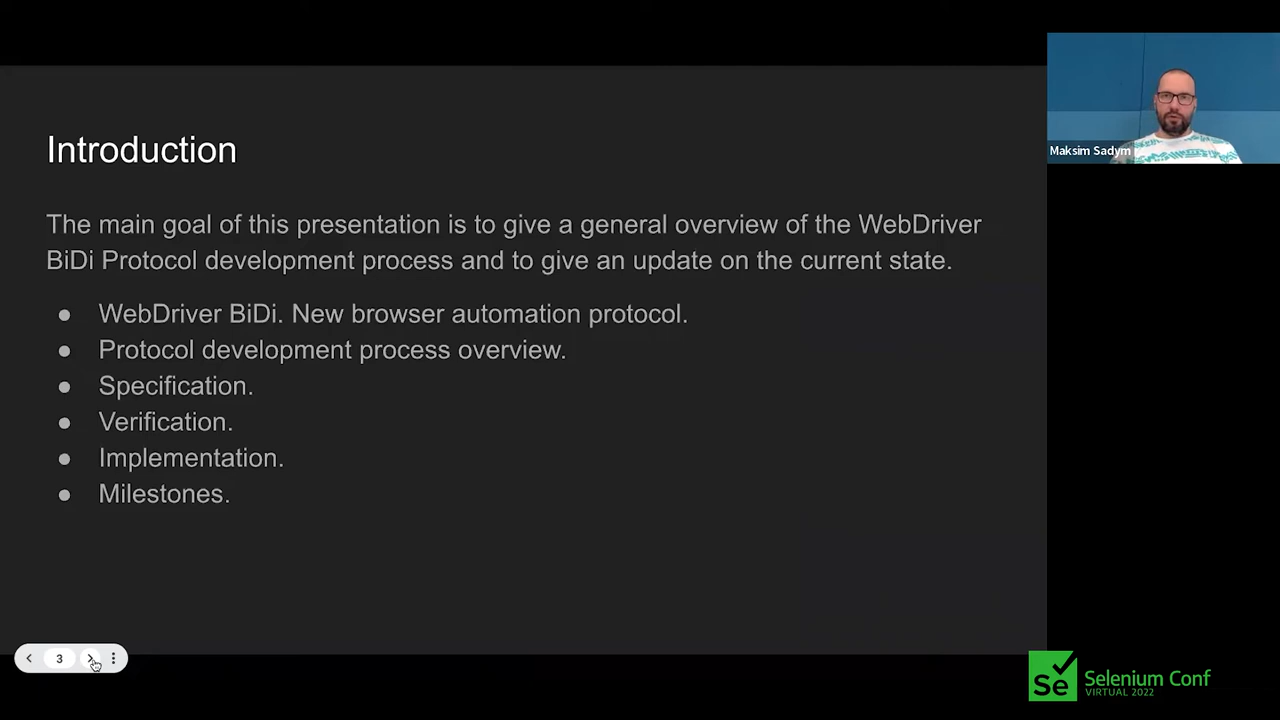 Introduction
The main goal of this presentation is to give a general overview of the WebDriver
BiDi Protocol development process and to give an update on the current state.
● WebDriver BiDi. New browser automation protocol.
● Protocol development process overview.
● Specification.
● Verification.
● Implementation.
● Milestones.
Maksim Sadym
3
Se Selenium Conf
VIRTUAL 2022